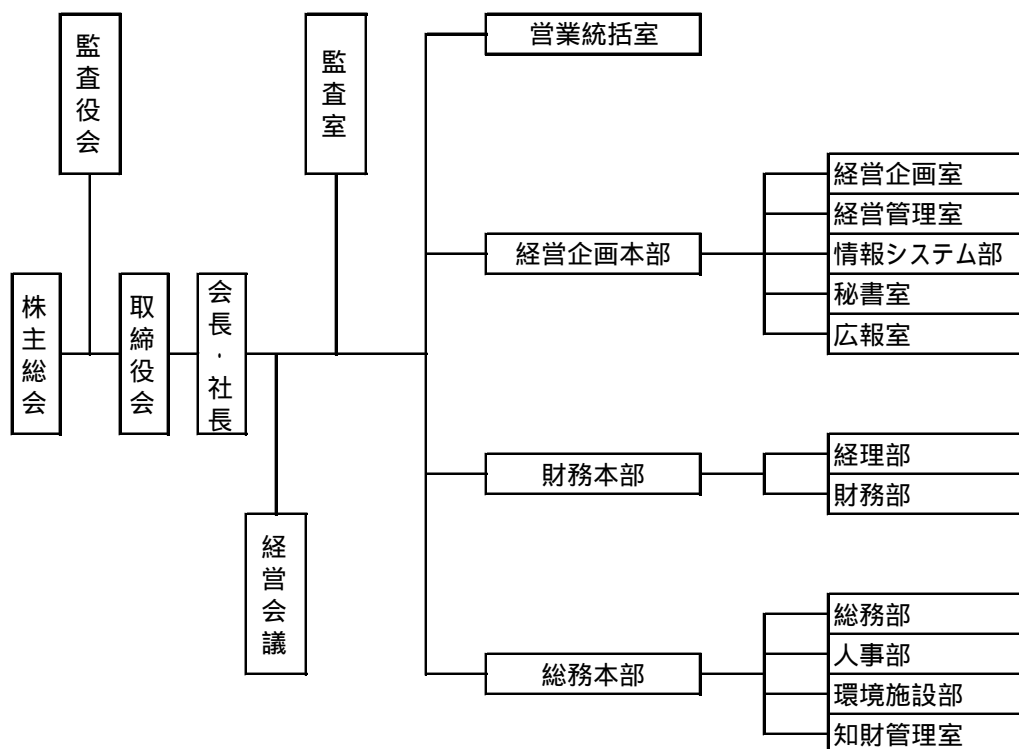 監査役会
監査室
営業統括室
経営企画室
経営管理室
経営企画本部
情報システム部
秘書室
広報室
株主総会
取締役会
会長・社長
経理部
財務本部
財務部
経営会議
総務部
人事部
総務本部
環境施設部
知財管理室